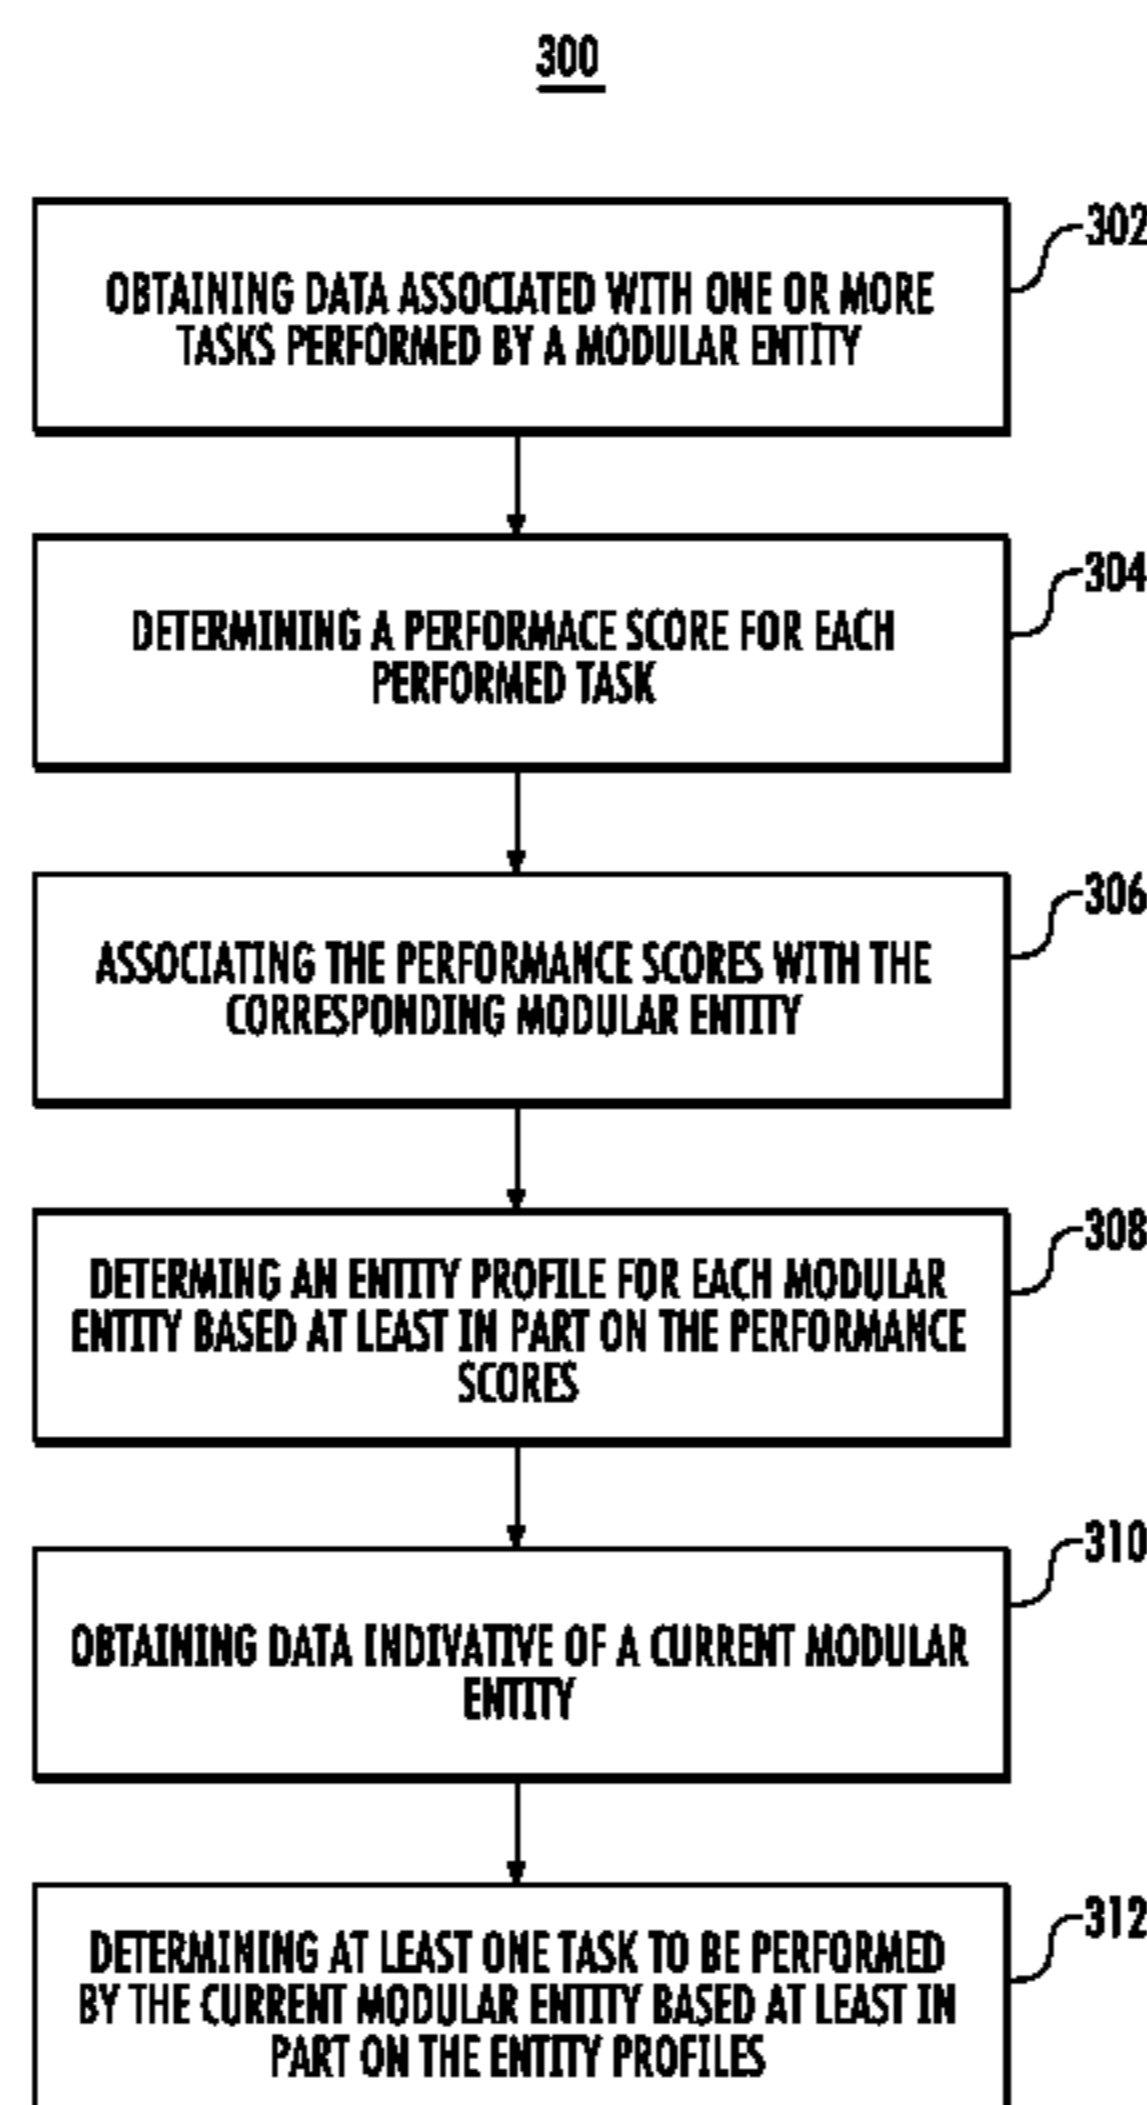 300
302
OBTAINING DATA ASSOCIATED WITH ONE OR MORE
TASKS PERFORMED BY A MODULAR ENTITY
304
DETERMINING A PERFORMACE SCORE FOR EACH
PERFORMED TASK
306
ASSOCIATING THE PERFORMANCE SCORES WITH THE
CORRESPONDING MODULAR ENTITY
308
DETERMING AN ENTITY PROFILE FOR EACH MODULAR
ENTITY BASED AT LEAST IN PART ON THE PERFORMANCE
SCORES
310
OBTAINING DATA INDIVATIVE OF A CURRENT MODULAR
ENTITY
312
DETERMINING AT LEAST ONE TASK TO BE PERFORMED
BY THE CURRENT MODULAR ENTITY BASED AT LEAST IN
PART ON THE ENTITY PROFILES